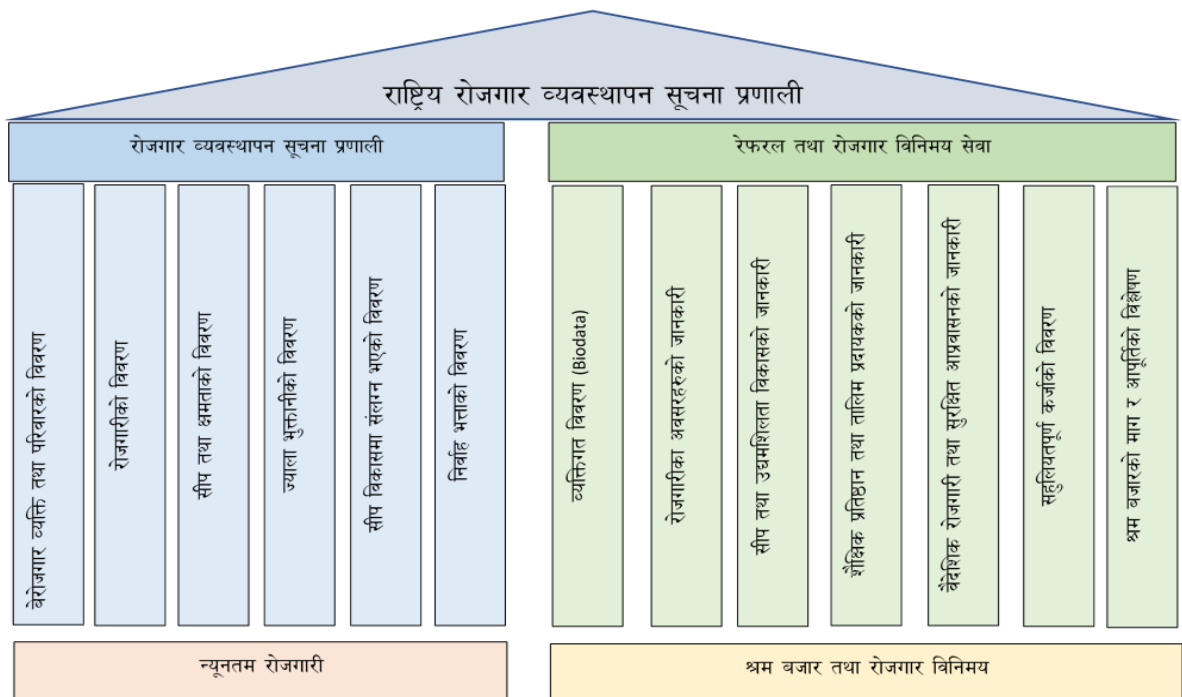 राष्ट्रिय रोजगार व्यवस्थापन सूचना प्रणाली
रोजगार व्यवस्थापन सूचना प्रणाली
रेफरल तथा रोजगार विनिमय सेवा
बेरोजगार व्यक्ति तथा परिवारको विवरण
रोजगारीको विवरण
सीप तथा क्षमताको विवरण
ज्याला भुक्तानीको विवरण
सीप विकासमा संलग्न भएको विवरण
निर्वाह भत्ताको विवरण
व्यक्तिगत विवरण (Biodata)
रोजगारीका अवसरहरुको जानकारी
सीप तथा उद्यमशिलता विकासको जानकारी
शैक्षिक प्रतिष्ठान तथा तालिम प्रदायकको जानकारी
बैदेशिक रोजगारी तथा सुरक्षित आप्रवासनको जानकारी
सहुलियतपूर्ण कर्जाको विवरण
श्रम बजारको माग र आपूर्तिको विश्लेषण
न्यूनतम रोजगारी
श्रम बजार तथा रोजगार विनिमय